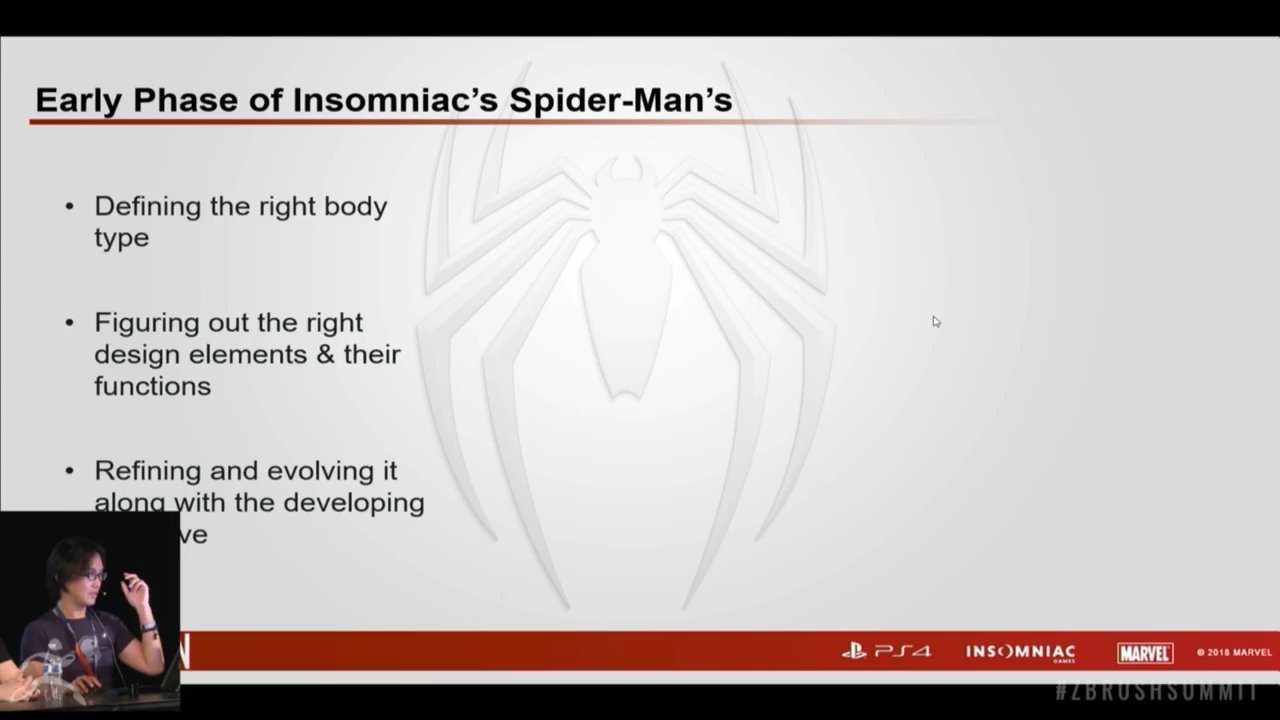 Early Phase of Insomniac's Spider-Man's
• Defining the right body
type
• Figuring out the right
design elements & their
functions
• Refining and evolving it
along with the developing
PS4
INSOMNIAC
GAMES
MARVEL
© 2018 MARVEL
#ZBRUSHSUMMIT